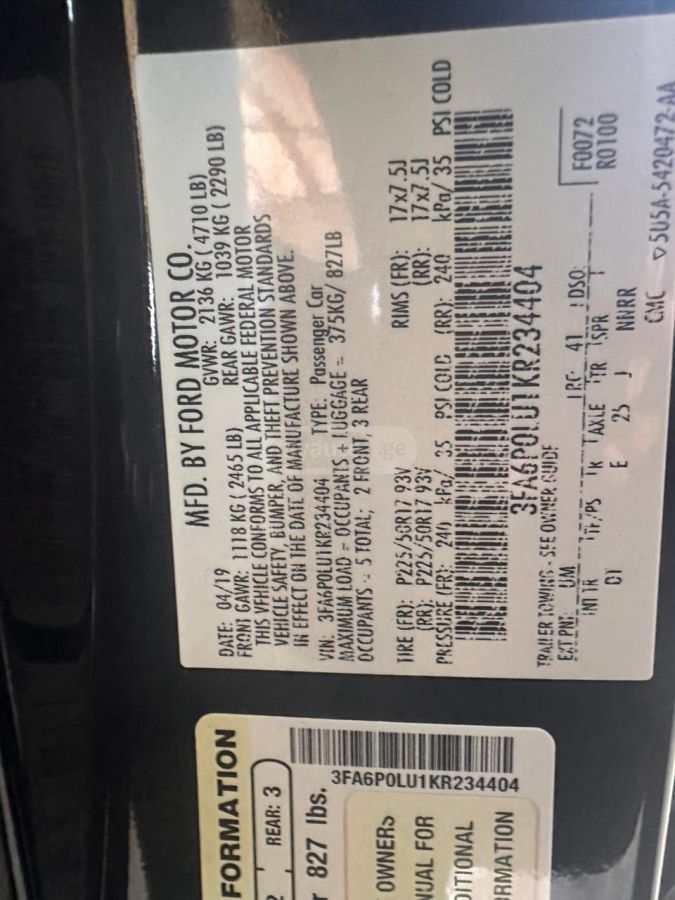 MFD. BY FORD MOTOR CO.
DATE: 04/19 GVWR: 2136 KG ( 4710 LB)
FRONT GAWR: 1118 KG ( 2465 LB) REAR GAWR: 1039 KG ( 2290 LB)
THIS VEHICLE CONFORMS TO ALL APPLICABLE FEDERAL MOTOR
VEHICLE SAFETY, BUMPER, AND THEFT PREVENTION STANDARDS
IN EFFECT ON THE DATE OF MANUFACTURE SHOWN ABOVE.
VIN: 3FA6P0LU1KR234404 TYPE: Passenger Car
MAXIMUM LOAD = OCCUPANTS + LUGGAGE = 375KG/ 827LB
OCCUPANTS = 5 TOTAL; 2 FRONT, 3 REAR
TIRE (FR): P225/50R17 93V RIMS (FR): 17x7.5J
(RR): P225/50R17 93V (RR): 17x7.5J
PRESSURE (FR): 240 kPa/ 35 PSI COLD (RR): 240 kPa/ 35 PSI COLD
3FA6P0LU1KR234404
TRAILER TOWING - SEE OWNER GUIDE
EXT PNT: UM RC: 41 DSO: F0072
R0100
INT TR TP/PS R AXLE TR SPR
DT E 25 J NNRR
CMC ▽5U5A-5420472-AA
FORMATION
REAR: 3
827 lbs.
3FA6P0LU1KR234404
OWNERS
NUAL FOR
DITIONAL
RMATION